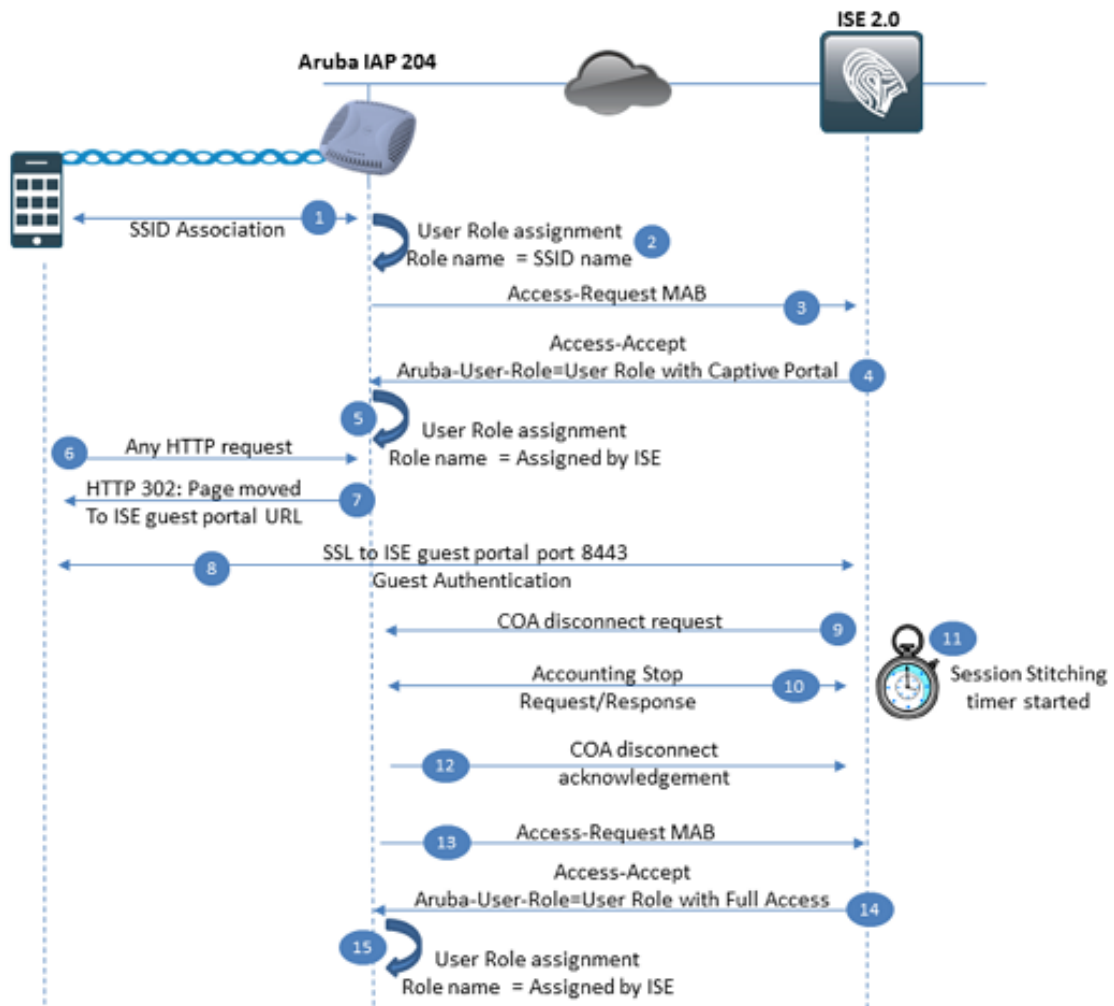 ISE 2.0
Aruba IAP 204
1
SSID Association
User Role assignment
2
Role name = SSID name
Access-Request MAB
3
Access-Accept
Aruba-User-Role=User Role with Captive Portal
4
5
User Role assignment
Role name = Assigned by ISE
6
Any HTTP request
HTTP 302: Page moved
7
To ISE guest portal URL
8
SSL to ISE guest portal port 8443
Guest Authentication
COA disconnect request
9
11
Session Stitching
timer started
Accounting Stop
10
Request/Response
12
COA disconnect
acknowledgement
13
Access-Request MAB
Access-Accept
Aruba-User-Role=User Role with Full Access
14
15
User Role assignment
Role name = Assigned by ISE